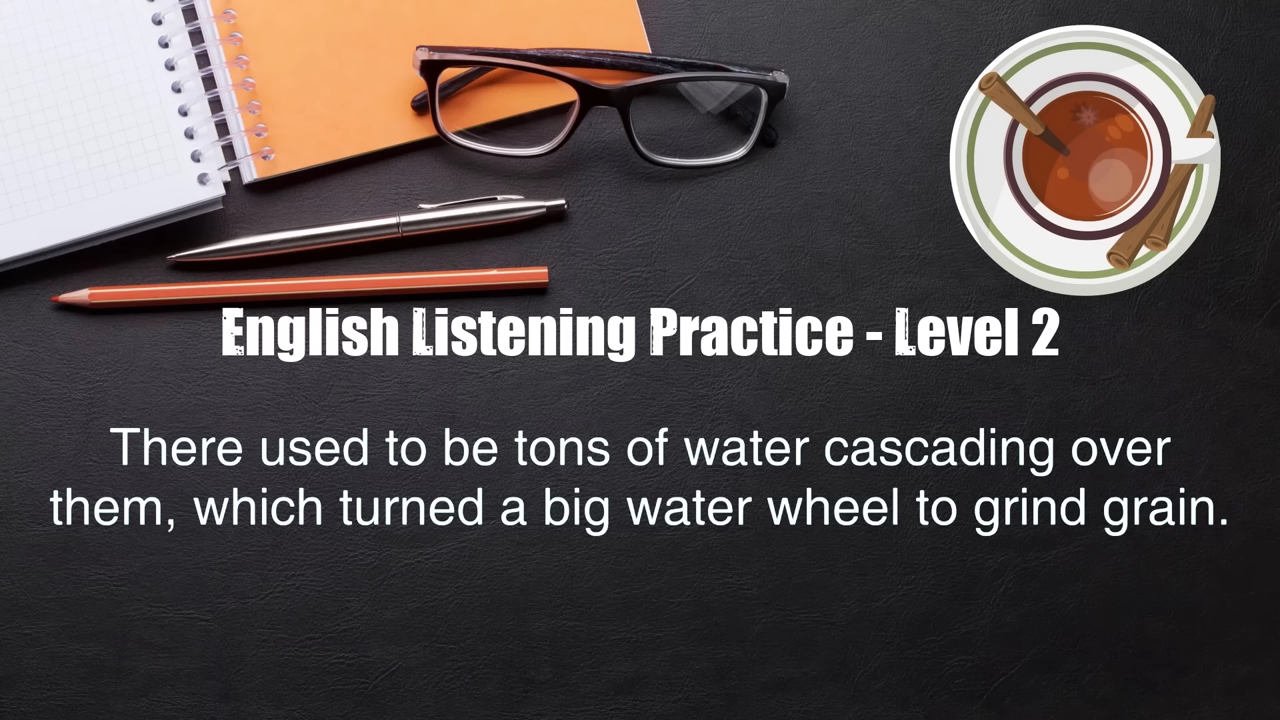 English Listening Practice - Level 2
There used to be tons of water cascading over
them, which turned a big water wheel to grind grain.